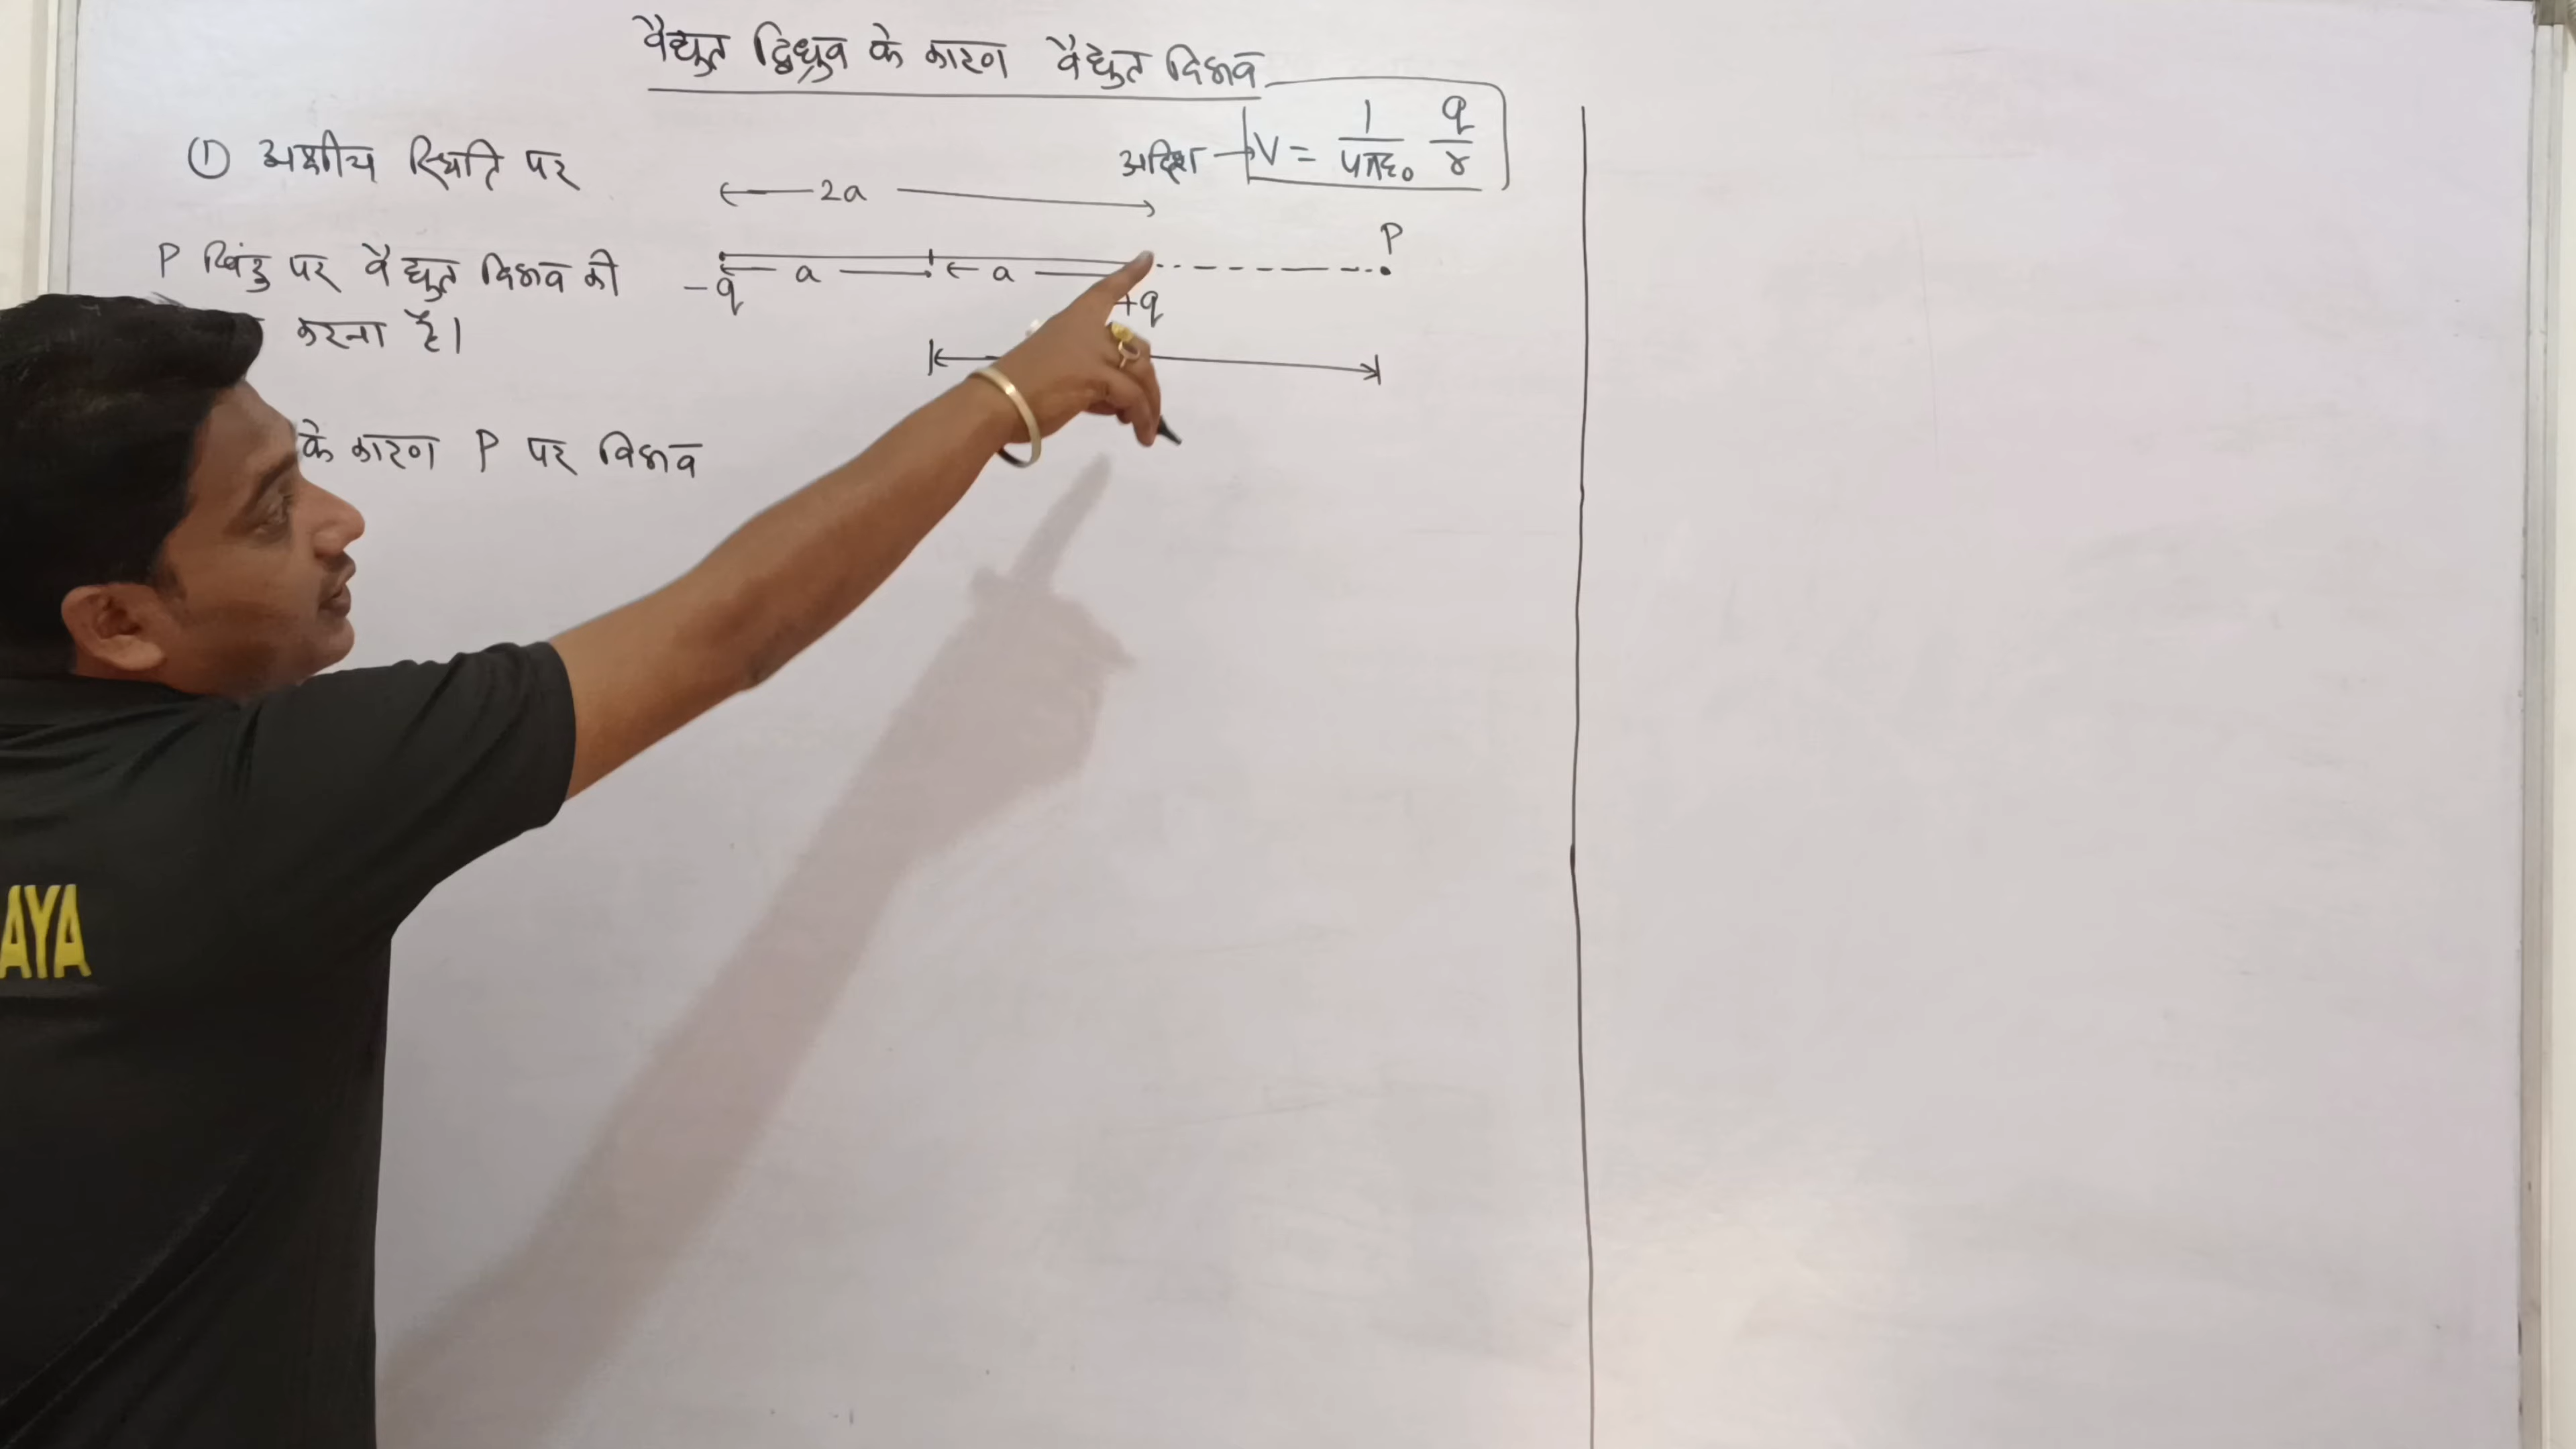 वैद्युत द्विध्रुव के कारण वैद्युत विभव
① अक्षीय स्थिति पर
अदिश → V = 1/4πε₀ q/r
2a
P
P बिंदु पर वैद्युत विभव की
a a
-q +q
करना है।
के कारण P पर विभव
AYA